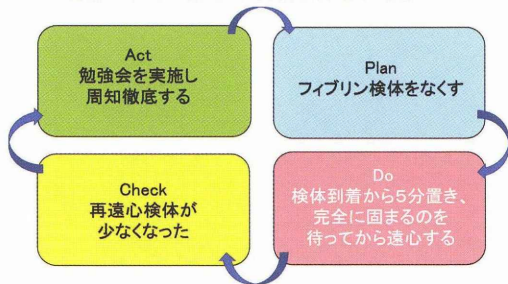 Act
勉強会を実施し
周知徹底する
Plan
フィブリン検体をなくす
Do
検体到着から5分置き、
完全に固まるのを
待ってから遠心する
Check
再遠心検体が
少なくなった